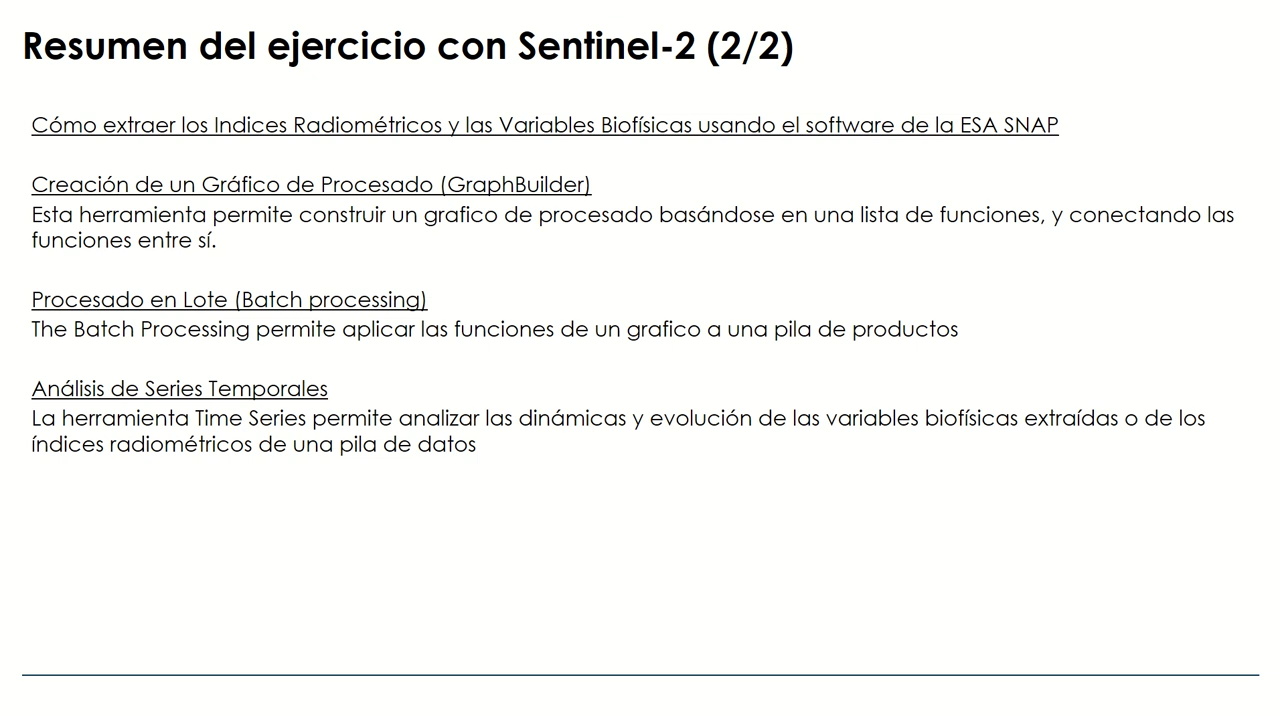 Resumen del ejercicio con Sentinel-2 (2/2)
Cómo extraer los Indices Radiométricos y las Variables Biofísicas usando el software de la ESA SNAP
Creación de un Gráfico de Procesado (GraphBuilder)
Esta herramienta permite construir un grafico de procesado basándose en una lista de funciones, y conectando las
funciones entre sí.
Procesado en Lote (Batch processing)
The Batch Processing permite aplicar las funciones de un grafico a una pila de productos
Análisis de Series Temporales
La herramienta Time Series permite analizar las dinámicas y evolución de las variables biofísicas extraídas o de los
índices radiométricos de una pila de datos